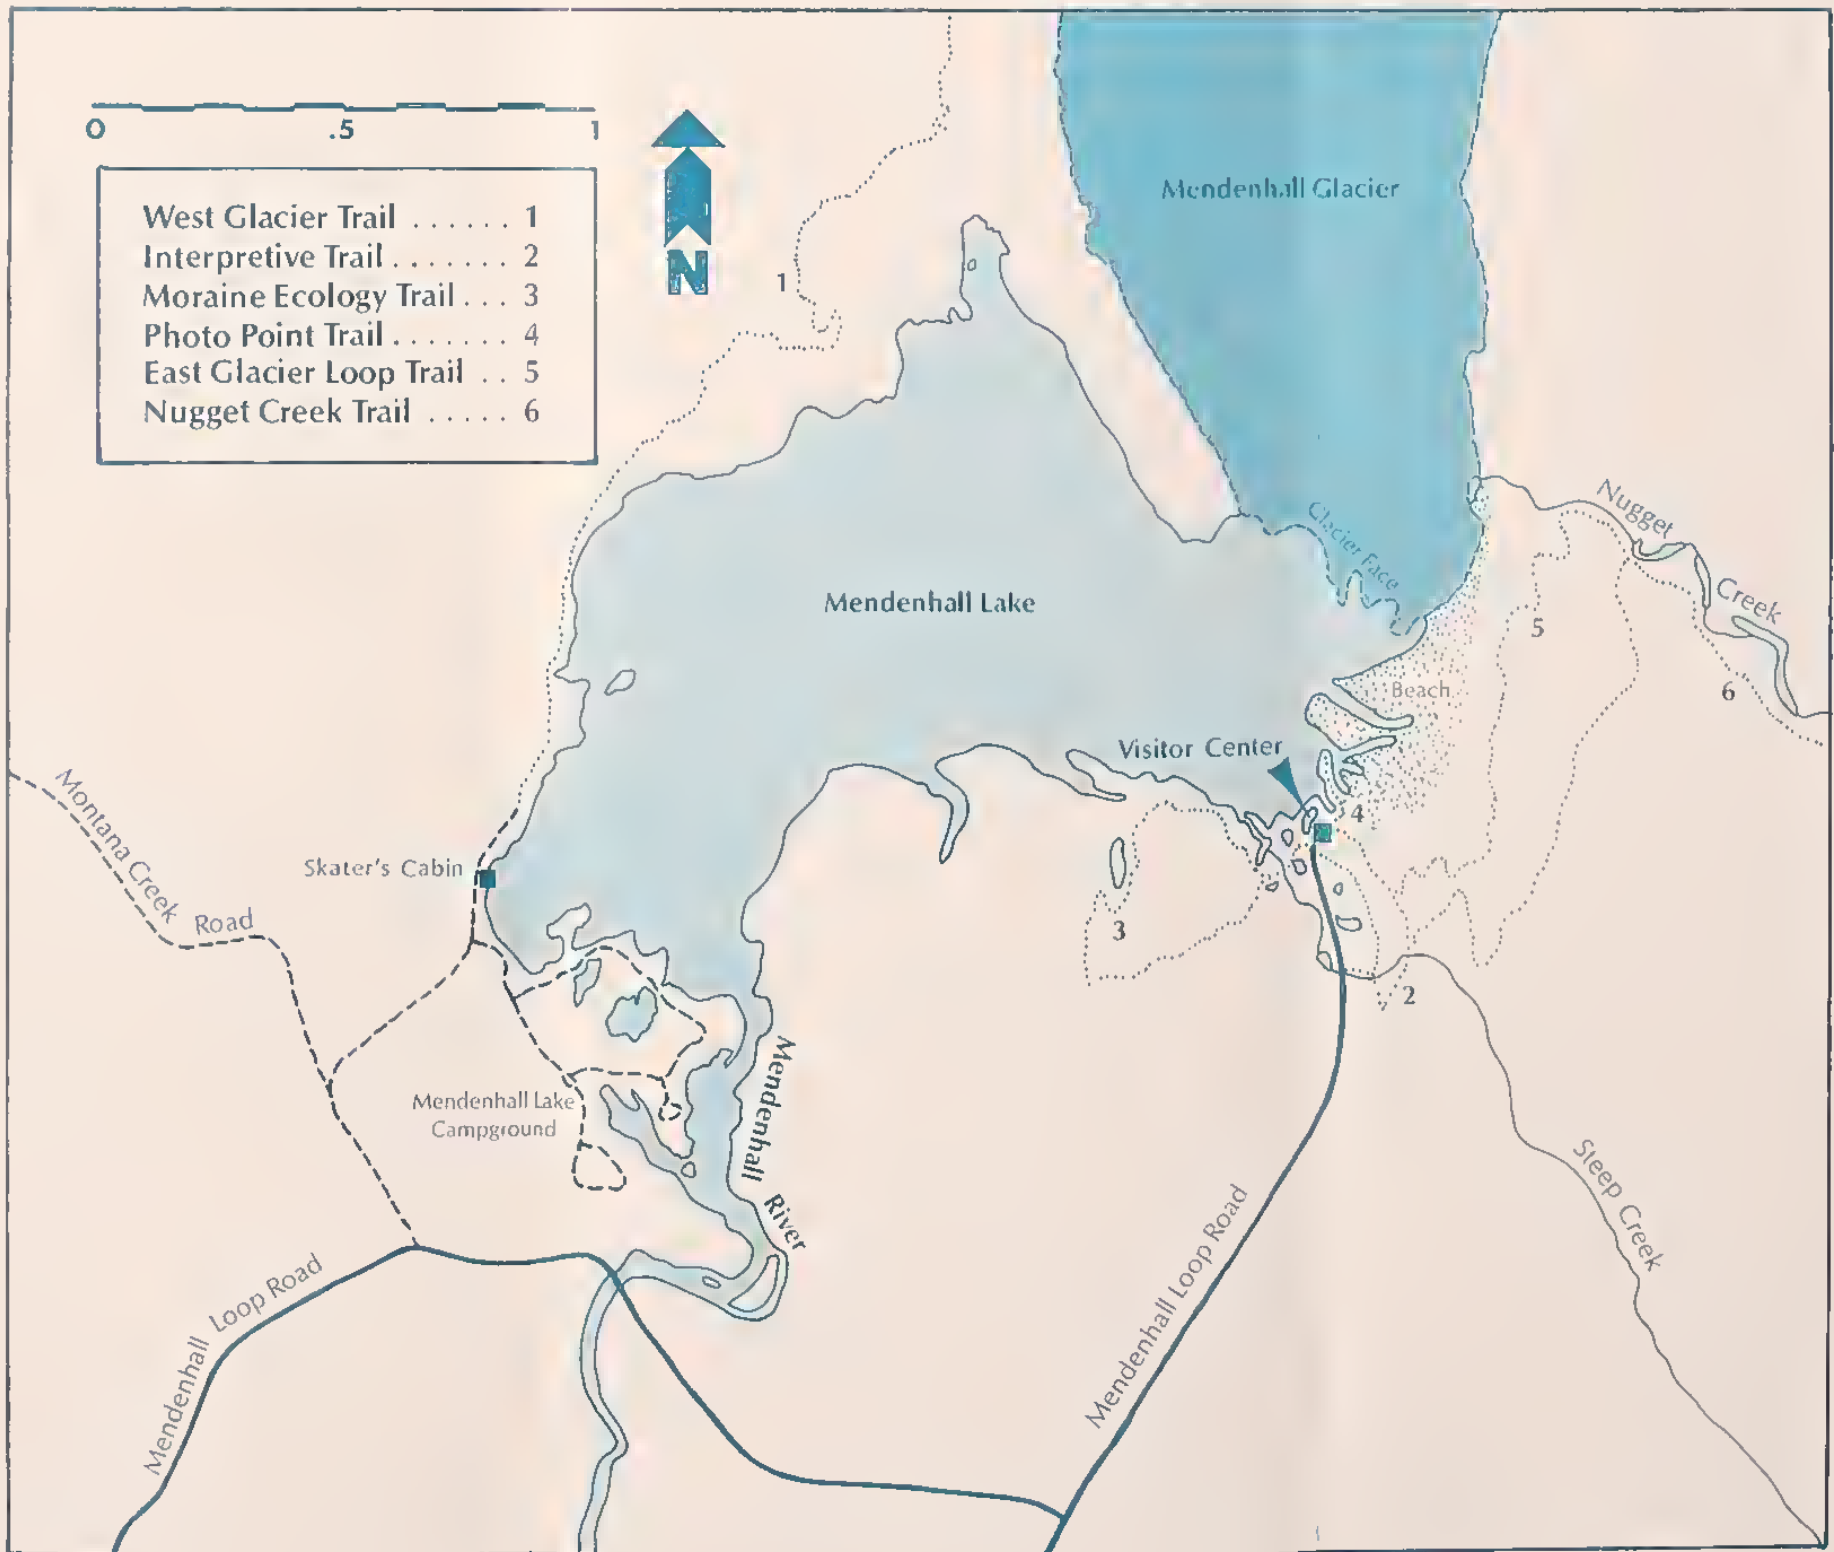 0 .5 1
West Glacier Trail ...... 1
Interpretive Trail ....... 2
Moraine Ecology Trail ... 3
Photo Point Trail ....... 4
East Glacier Loop Trail .. 5
Nugget Creek Trail ..... 6
N
1
Mendenhall Glacier
Glacier Face
Nugget
Creek
Mendenhall Lake
5
6
Beach
Visitor Center
4
Montana Creek
Road
Skater's Cabin
3
2
Mendenhall Lake
Campground
Mendenhall
River
Steep Creek
Mendenhall Loop Road
Mendenhall Loop Road